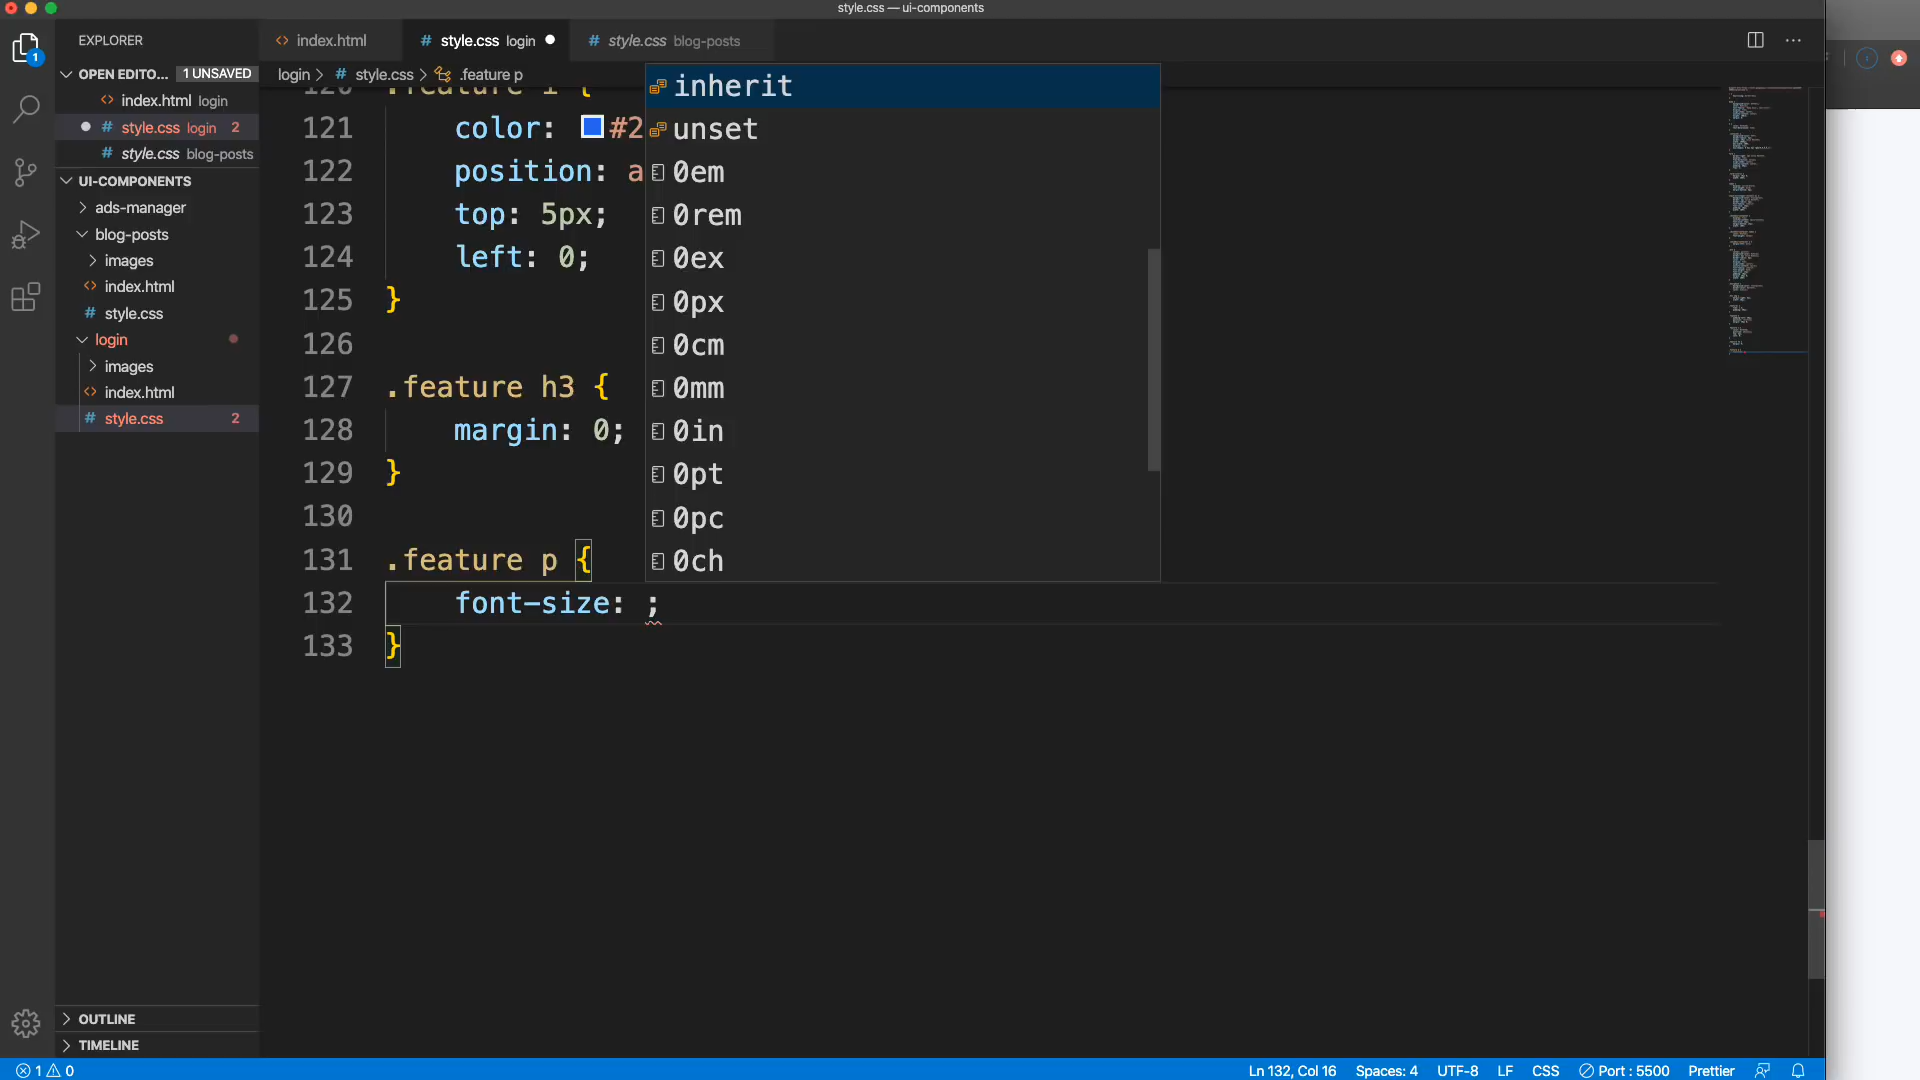 style.css — ui-components
EXPLORER
OPEN EDITO... 1 UNSAVED
index.html login
style.css login 2
style.css blog-posts
UI-COMPONENTS
ads-manager
blog-posts
images
index.html
style.css
login
images
index.html
style.css 2
OUTLINE
TIMELINE
1
index.html
style.css login
style.css blog-posts
login > # style.css > .feature p
120 .feature i {
121 color: #2
122 position: a
123 top: 5px;
124 left: 0;
125 }
126
127 .feature h3 {
128 margin: 0;
129 }
130
131 .feature p {
132 font-size: ;
133 }
inherit
unset
0em
0rem
0ex
0px
0cm
0mm
0in
0pt
0pc
0ch
1 0 Ln 132, Col 16 Spaces: 4 UTF-8 LF CSS Port : 5500 Prettier